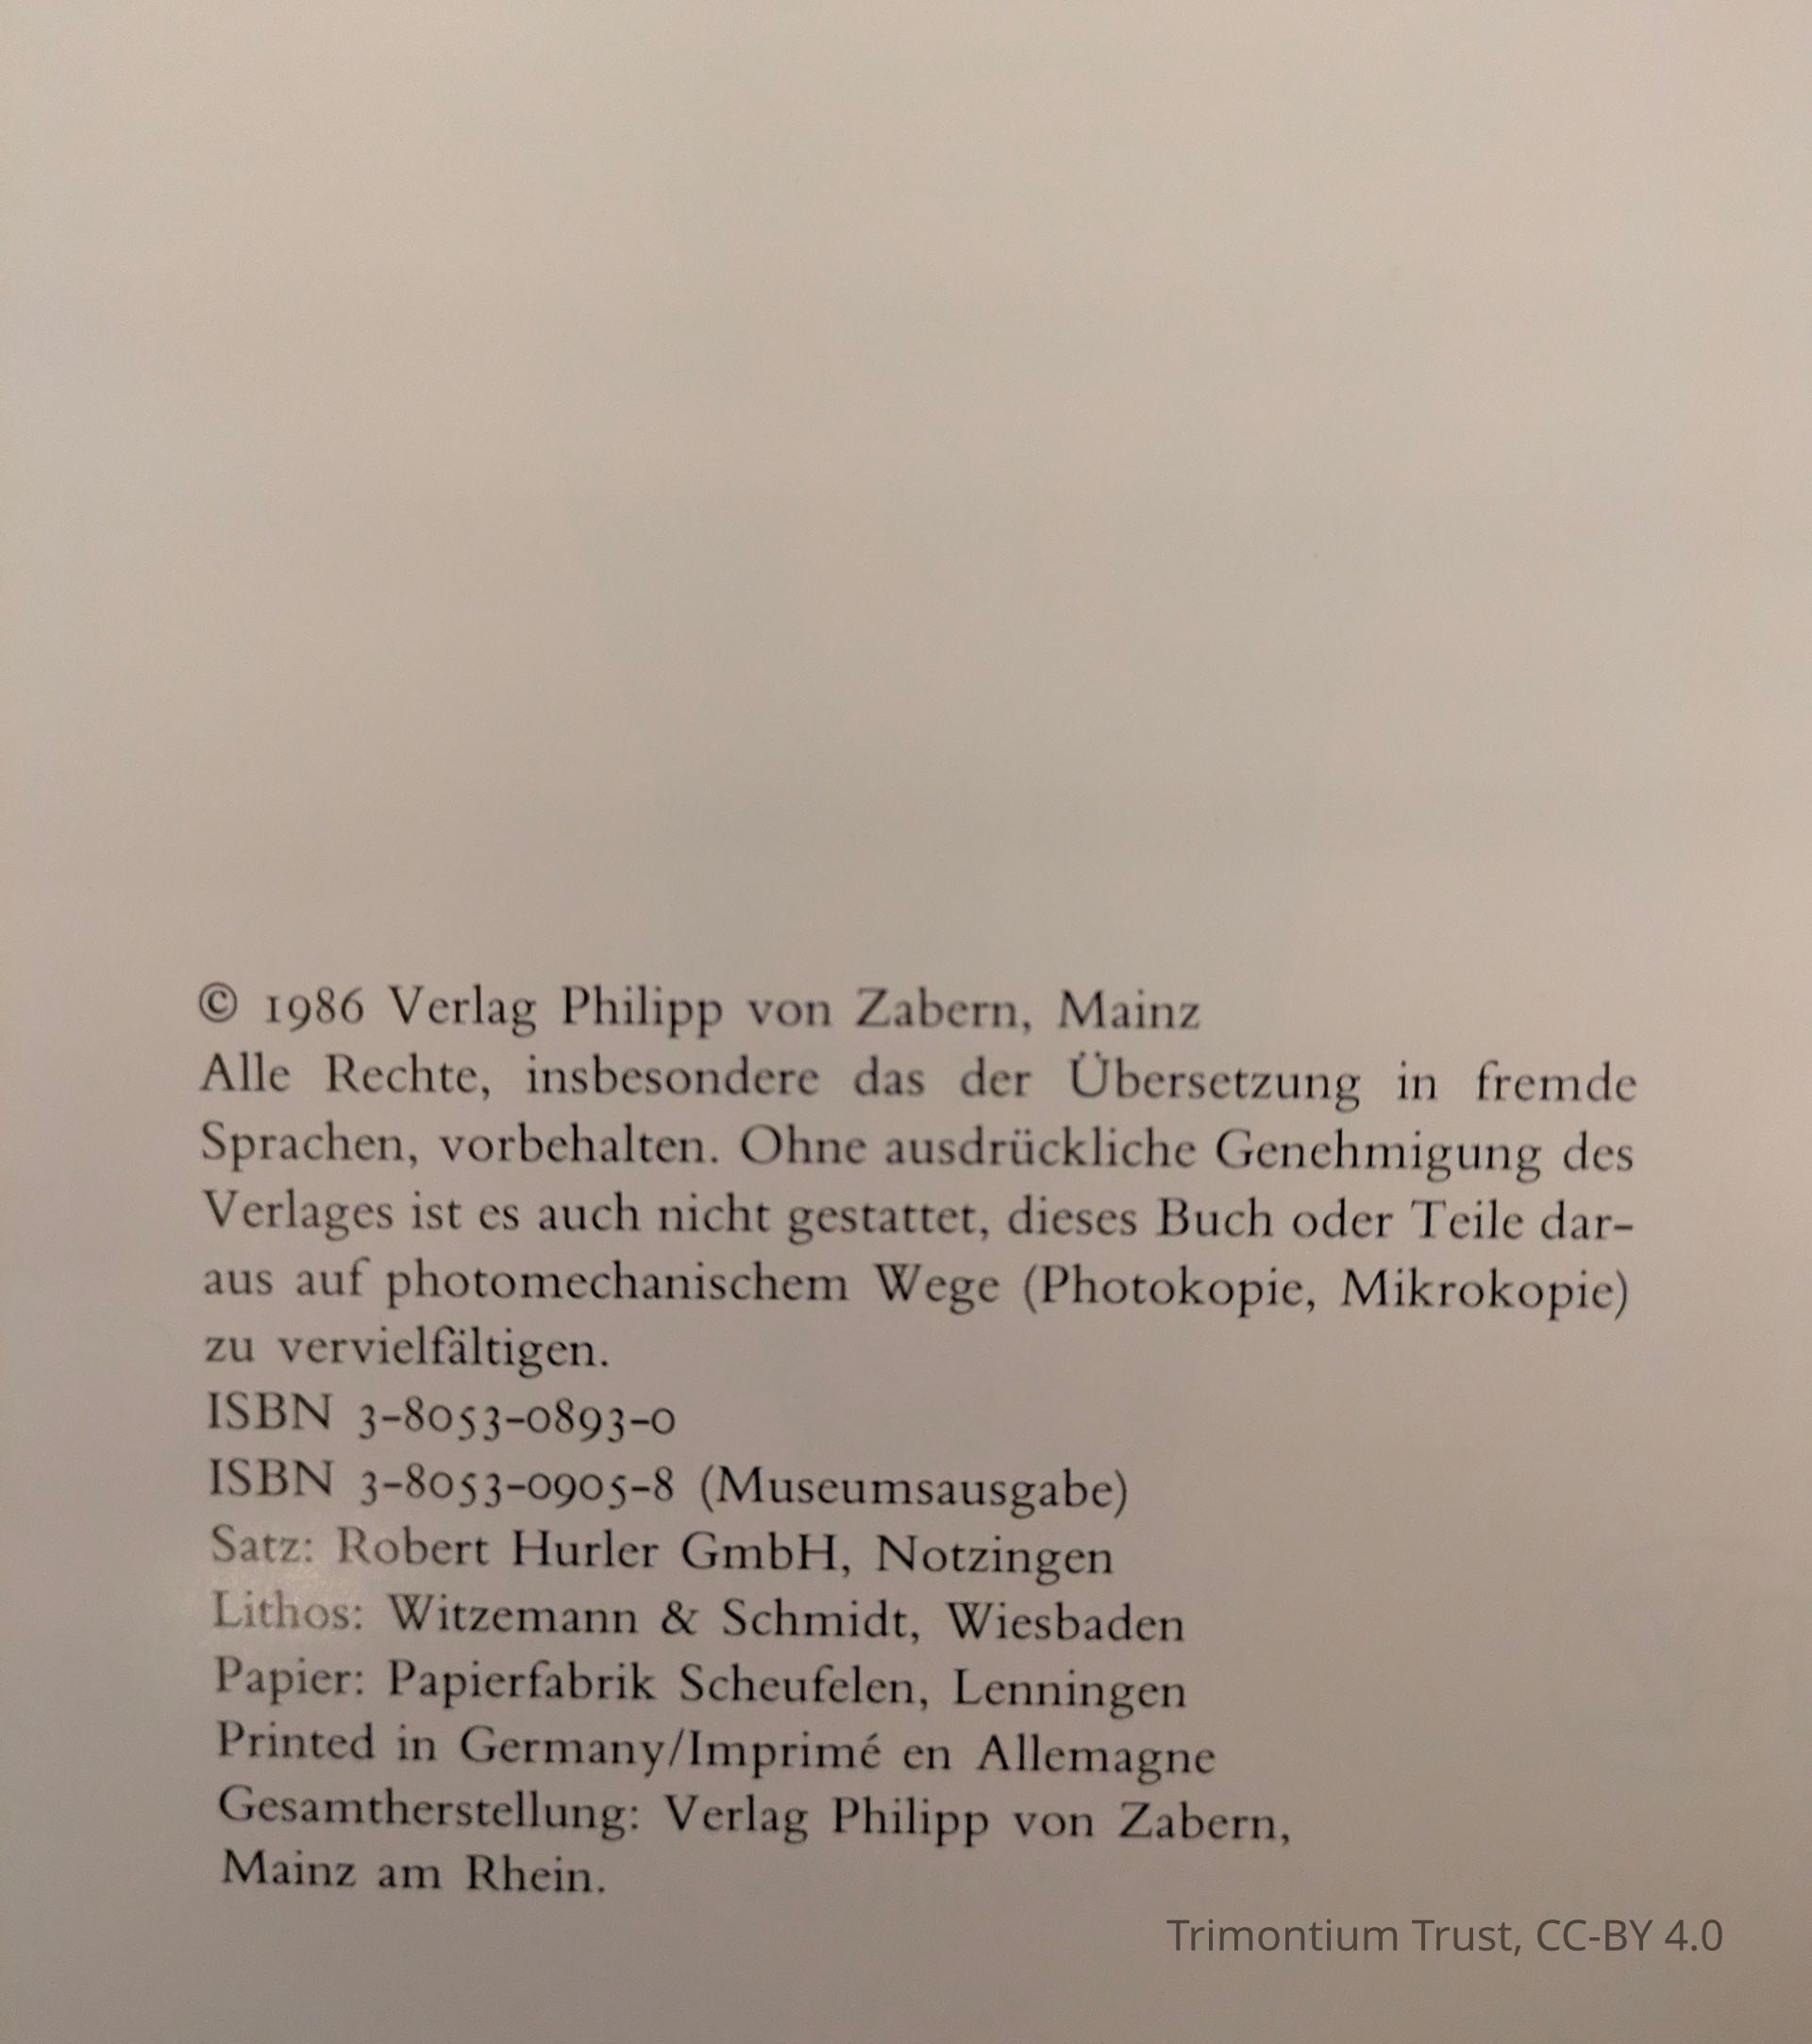 © 1986 Verlag Philipp von Zabern, Mainz
Alle Rechte, insbesondere das der Übersetzung in fremde
Sprachen, vorbehalten. Ohne ausdrückliche Genehmigung des
Verlages ist es auch nicht gestattet, dieses Buch oder Teile dar-
aus auf photomechanischem Wege (Photokopie, Mikrokopie)
zu vervielfältigen.
ISBN 3-8053-0893-0
ISBN 3-8053-0905-8 (Museumsausgabe)
Satz: Robert Hurler GmbH, Notzingen
Lithos: Witzemann & Schmidt, Wiesbaden
Papier: Papierfabrik Scheufelen, Lenningen
Printed in Germany/Imprimé en Allemagne
Gesamtherstellung: Verlag Philipp von Zabern,
Mainz am Rhein.
Trimontium Trust, CC-BY 4.0